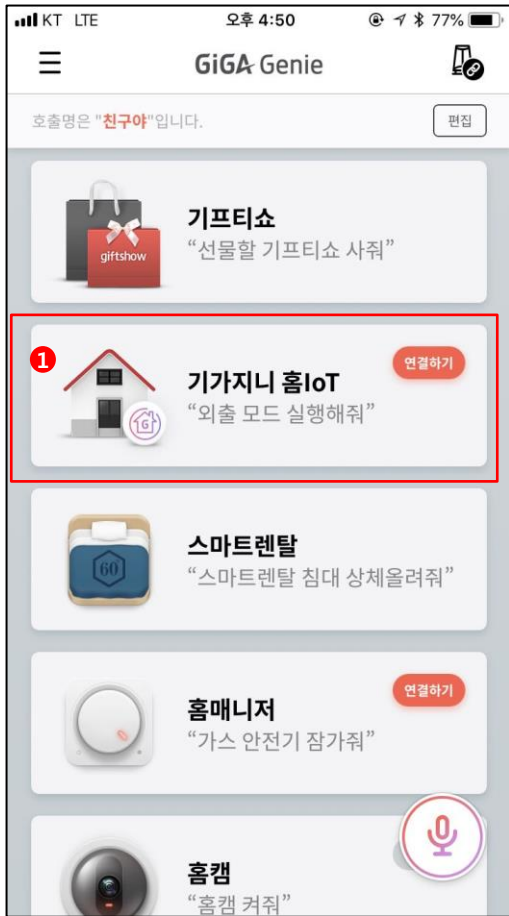 KT LTE 오후 4:50 77%
GiGA Genie
호출명은 "친구야"입니다. 편집
giftshow
기프티쇼
“선물할 기프티쇼 사줘”
1
연결하기
기가지니 홈IoT
“외출 모드 실행해줘”
G
60
스마트렌탈
“스마트렌탈 침대 상체올려줘”
연결하기
홈매니저
“가스 안전기 잠가줘”
홈캠
“홈캠 켜줘”